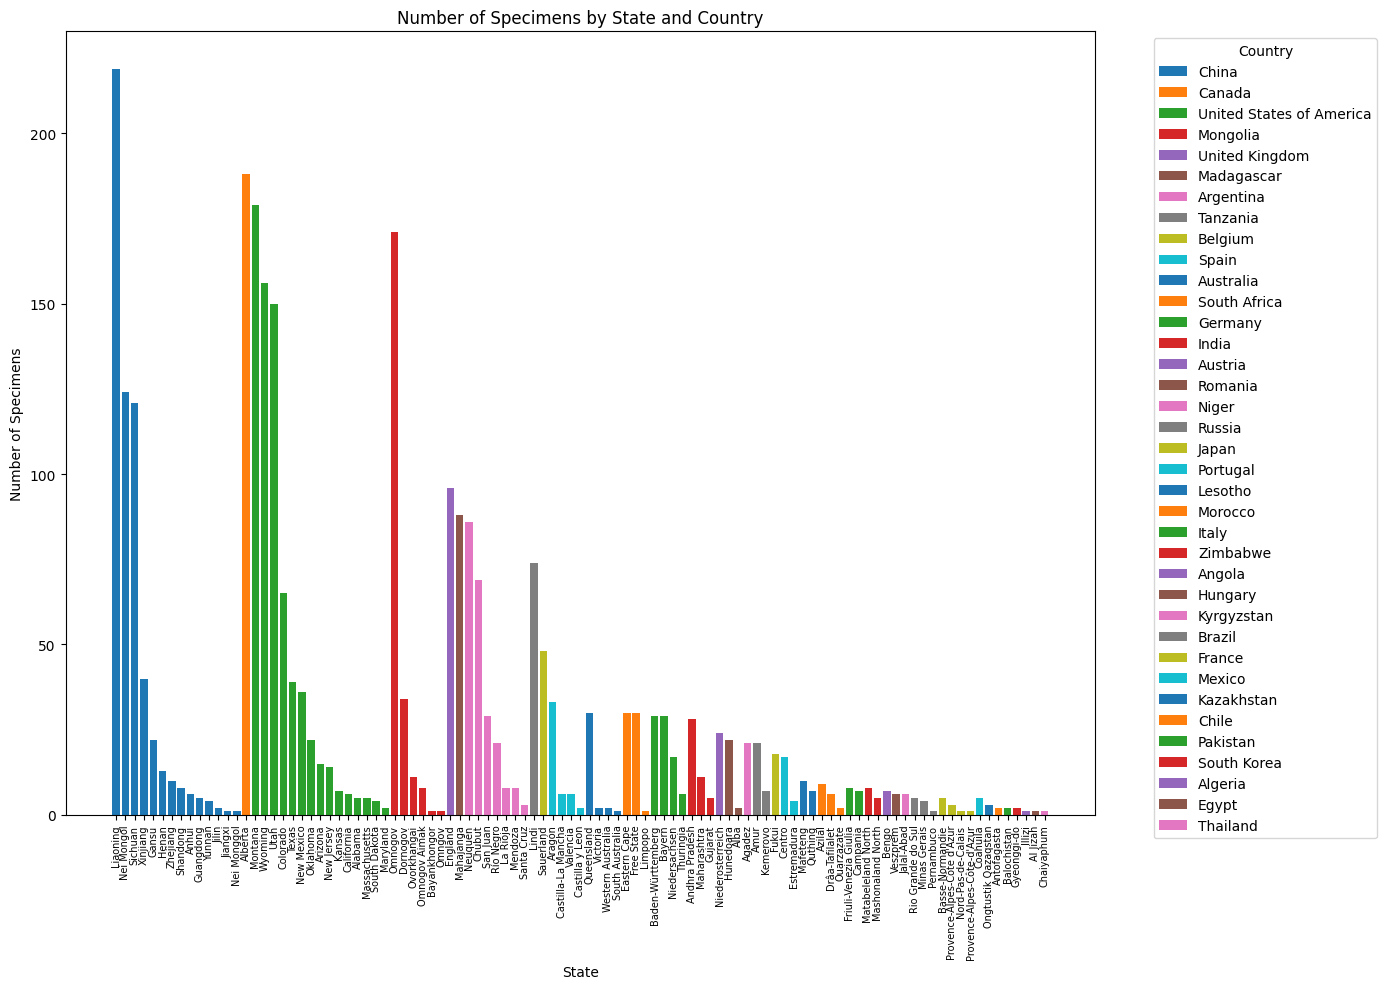 Number of Specimens by State and Country
Number of Specimens
200
150
100
50
0
Liaoning
Nei Mongol
Sichuan
Xinjiang
Gansu
Henan
Zhejiang
Shandong
Anhui
Guangdong
Yunnan
Jilin
Jiangxi
Nei Monggol
Alberta
Montana
Wyoming
Utah
Colorado
Texas
New Mexico
Oklahoma
Arizona
New Jersey
Kansas
California
Alabama
Massachusetts
South Dakota
Maryland
Omnogov
Dornogov
Ovorkhangai
Omnogov Aimak
Bayankhongor
Omngov
England
Mahajanga
Neuquén
Chubut
San Juan
Río Negro
La Rioja
Mendoza
Santa Cruz
Lindi
Sauerland
Aragon
Castilla-La Mancha
Valencia
Castilla y Leon
Queensland
Victoria
Western Australia
South Australia
Eastern Cape
Free State
Limpopo
Baden-Württemberg
Bayern
Niedersachsen
Thuringia
Andhra Pradesh
Maharashtra
Gujarat
Niederosterreich
Hunedoara
Alba
Agadez
Amur
Kemerovo
Fukui
Centro
Estremadura
Mafeteng
Quthing
Azilal
Drâa-Tafilalet
Ouarzazate
Friuli-Venezia Giulia
Campania
Matabeleland North
Mashonaland North
Bengo
Veszprém
Jalal-Abad
Rio Grande do Sul
Minas Gerais
Pernambuco
Basse-Normandie
Provence-Alpes-Côte d'Azur
Nord-Pas-de-Calais
Provence-Alpes-Côte d'Azur
Coahuila
Ongtustik Qazaqstan
Antofagasta
Balochistan
Gyeonggi-do
Illizi
Al Jizah
Chaiyaphum
State
Country
China
Canada
United States of America
Mongolia
United Kingdom
Madagascar
Argentina
Tanzania
Belgium
Spain
Australia
South Africa
Germany
India
Austria
Romania
Niger
Russia
Japan
Portugal
Lesotho
Morocco
Italy
Zimbabwe
Angola
Hungary
Kyrgyzstan
Brazil
France
Mexico
Kazakhstan
Chile
Pakistan
South Korea
Algeria
Egypt
Thailand